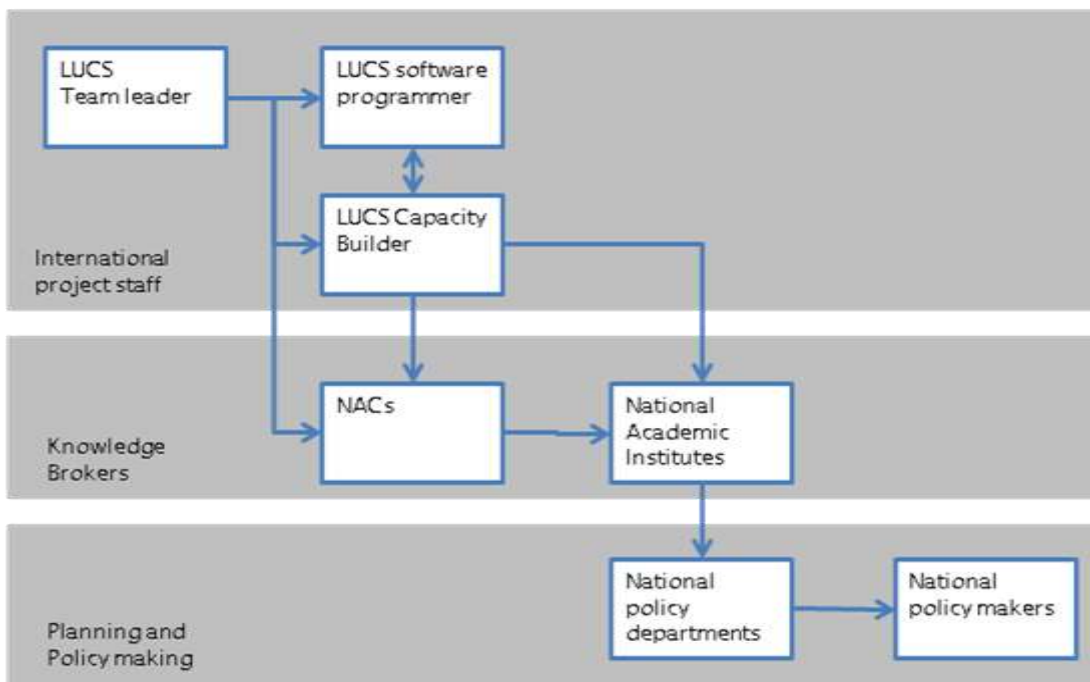 LUCS
Team leader
LUCS software
programmer
LUCS Capacity
Builder
International
project staff
NACs
National
Academic
Institutes
Knowledge
Brokers
National
policy
departments
National
policy makers
Planning and
Policy making